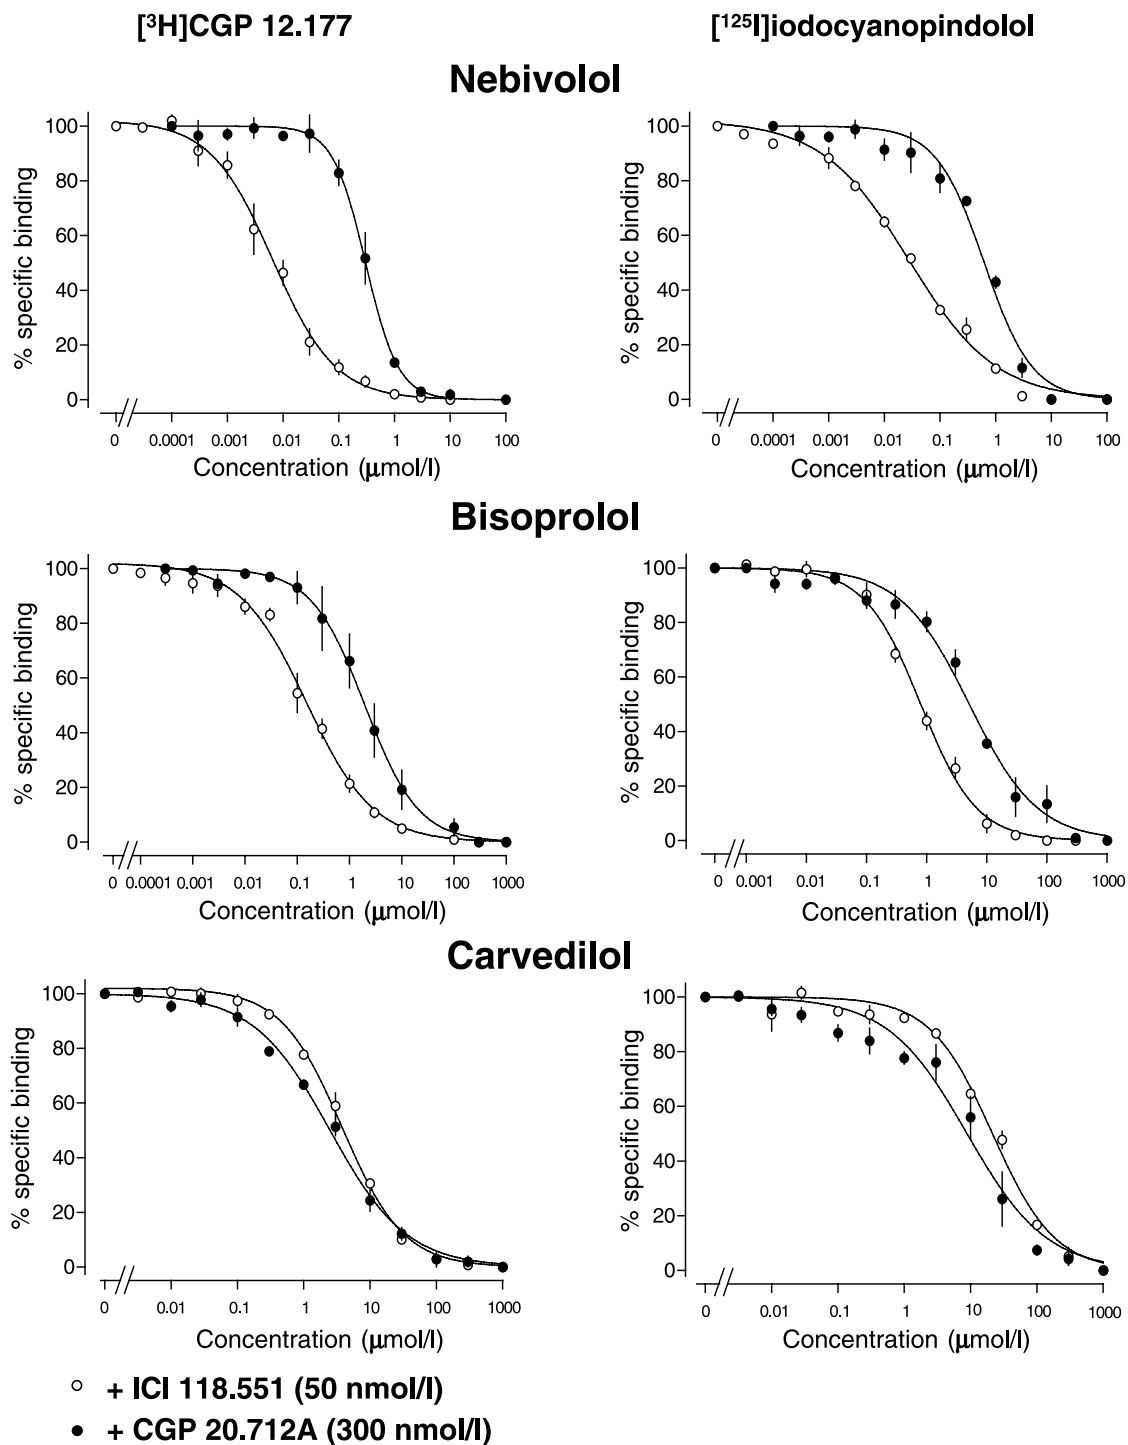 [³H]CGP 12.177 [¹²⁵I]iodocyanopindolol
Nebivolol
100 100
80 80
60 60
40 40
20 20
0 0
% specific binding % specific binding
0 0.0001 0.001 0.01 0.1 1 10 100 0 0.0001 0.001 0.01 0.1 1 10 100
Concentration (µmol/l) Concentration (µmol/l)
Bisoprolol
100 100
80 80
60 60
40 40
20 20
0 0
% specific binding % specific binding
0 0.0001 0.001 0.01 0.1 1 10 100 1000 0 0.001 0.01 0.1 1 10 100 1000
Concentration (µmol/l) Concentration (µmol/l)
Carvedilol
100 100
80 80
60 60
40 40
20 20
0 0
% specific binding % specific binding
0 0.01 0.1 1 10 100 1000 0 0.01 0.1 1 10 100 1000
Concentration (µmol/l) Concentration (µmol/l)
+ ICI 118.551 (50 nmol/l)
+ CGP 20.712A (300 nmol/l)